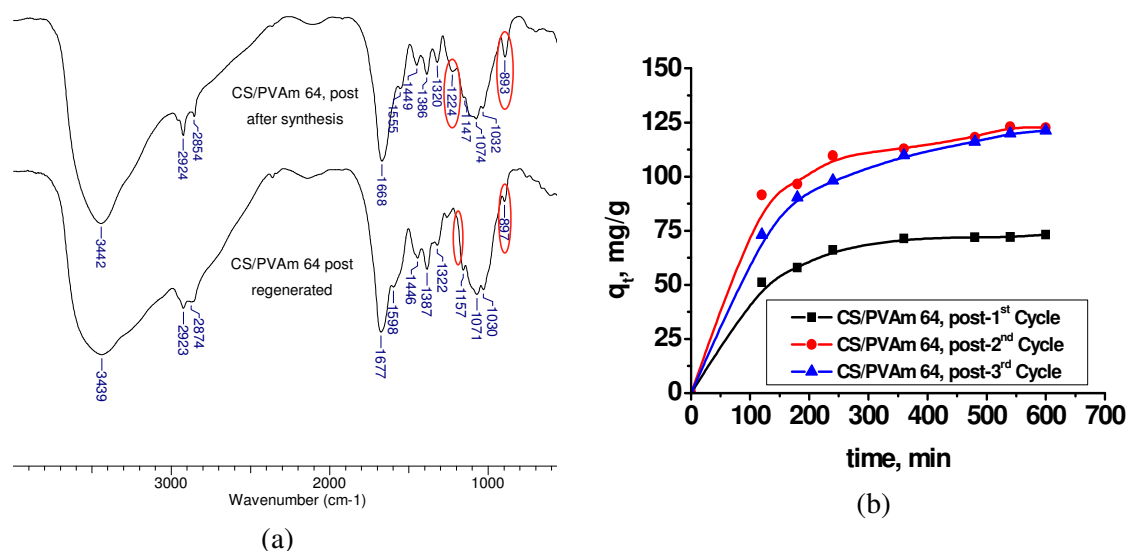 CS/PVAm 64, post
after synthesis
3442
2924
2854
1668
1555
1449
1386
1320
1224
1147
1074
1032
893
CS/PVAm 64 post
regenerated
3439
2923
2874
1677
1598
1446
1387
1322
1157
1071
1030
897
3000
2000
1000
Wavenumber (cm-1)
(a)
150
125
100
75
50
25
0
qt, mg/g
CS/PVAm 64, post-1st Cycle
CS/PVAm 64, post-2nd Cycle
CS/PVAm 64, post-3rd Cycle
0 100 200 300 400 500 600 700
time, min
(b)